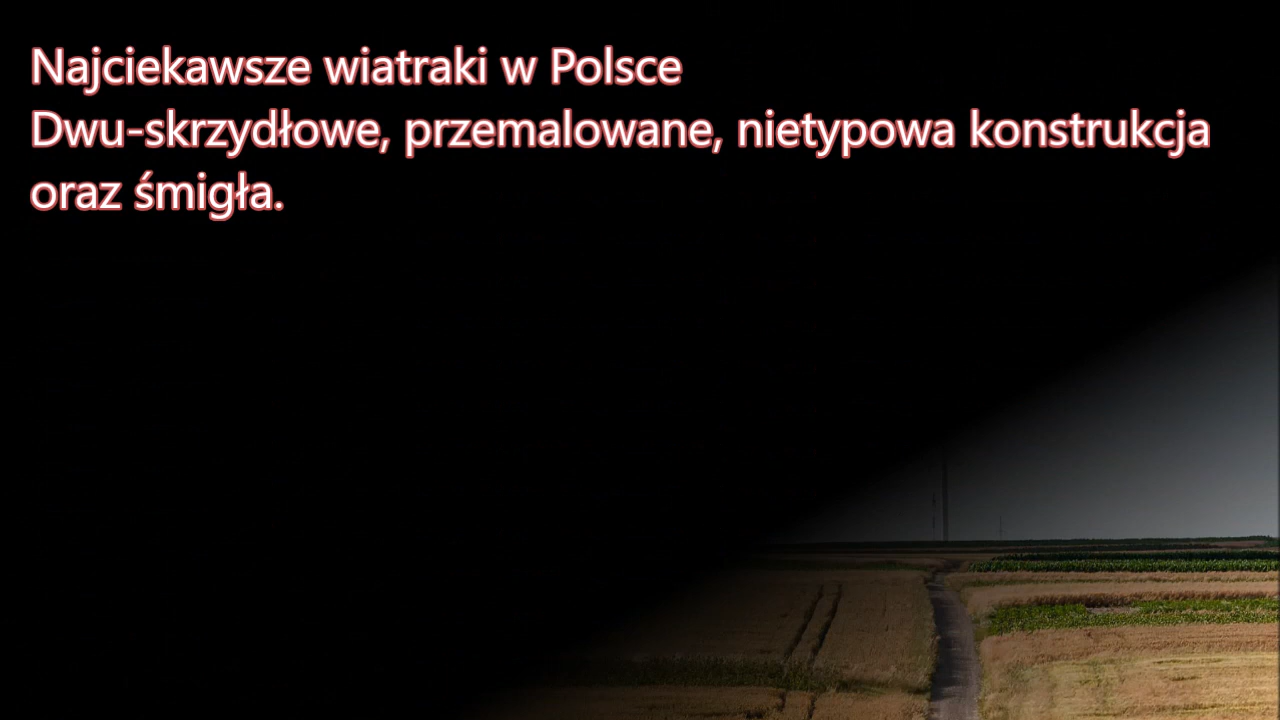 Najciekawsze wiatraki w Polsce
Dwu-skrzydłowe, przemalowane, nietypowa konstrukcja
oraz śmigła.